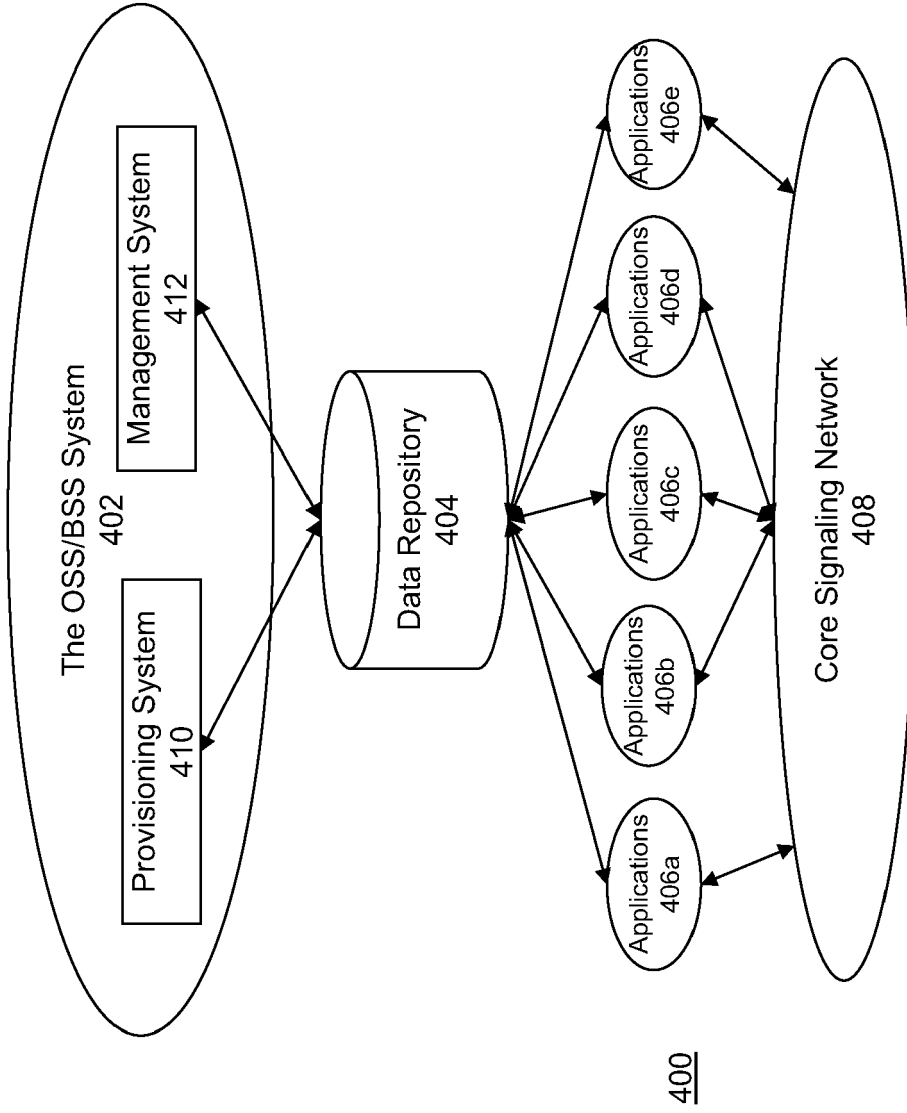 The OSS/BSS System
402
Provisioning System
410
Management System
412
Data Repository
404
Applications
406a
Applications
406b
Applications
406c
Applications
406d
Applications
406e
Core Signaling Network
408
400